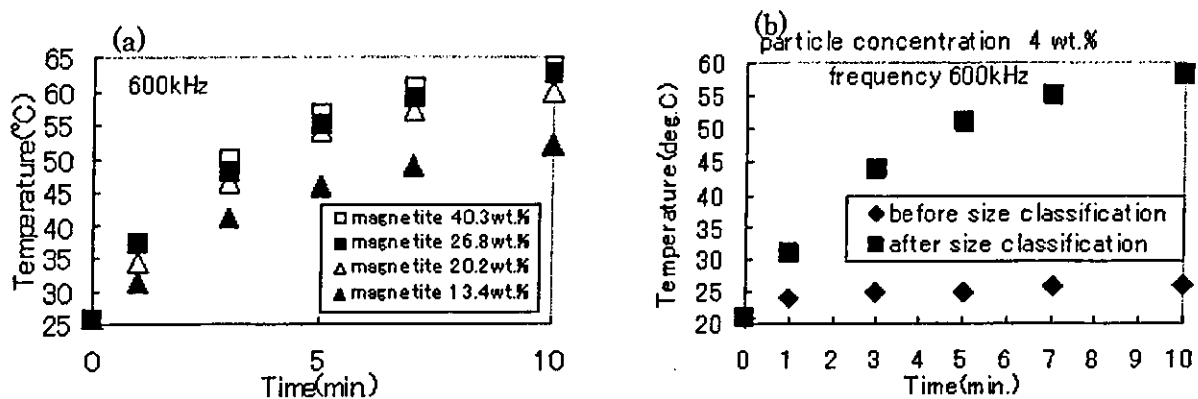 (a)
600kHz
Temperature(°C)
65
60
55
50
45
40
35
30
25
0
5
10
Time(min.)
magnetite 40.3wt.%
magnetite 26.8wt.%
magnetite 20.2wt.%
magnetite 13.4wt.%
(b)
particle concentration 4 wt.%
frequency 600kHz
Temperature(deg.C)
60
55
50
45
40
35
30
25
20
before size classification
after size classification
0 1 2 3 4 5 6 7 8 9 10
Time(min.)